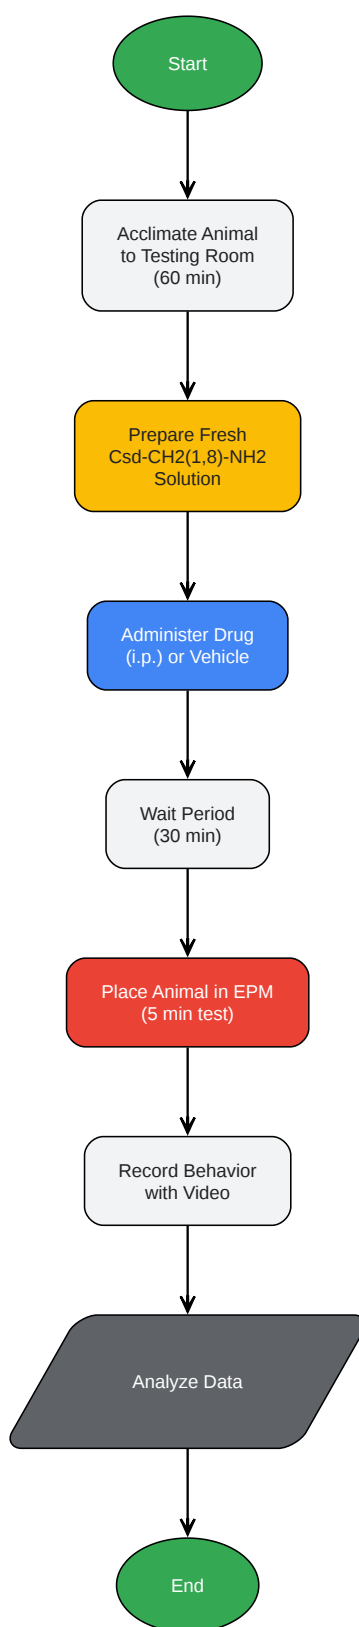 Start
Acclimate Animal
to Testing Room
(60 min)
Prepare Fresh
Csd-CH2(1,8)-NH2
Solution
Administer Drug
(i.p.) or Vehicle
Wait Period
(30 min)
Place Animal in EPM
(5 min test)
Record Behavior
with Video
Analyze Data
End